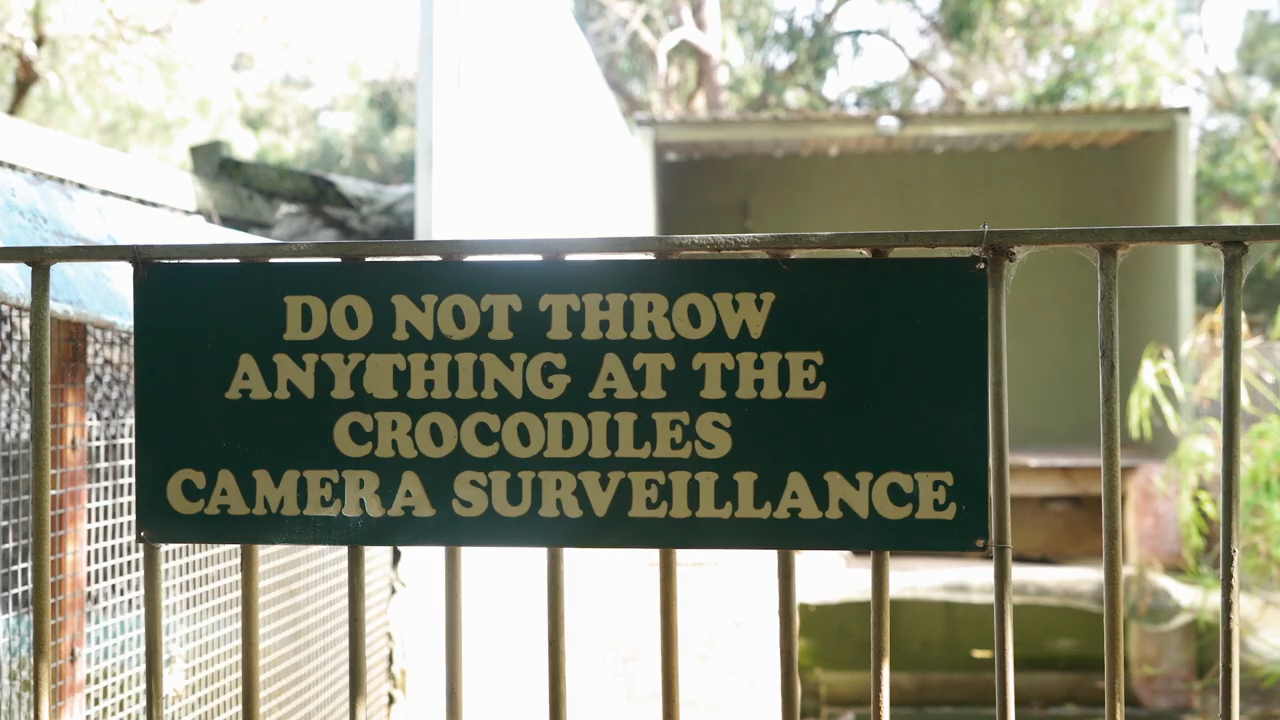 DO NOT THROW
ANYTHING AT THE
CROCODILES
CAMERA SURVEILLANCE